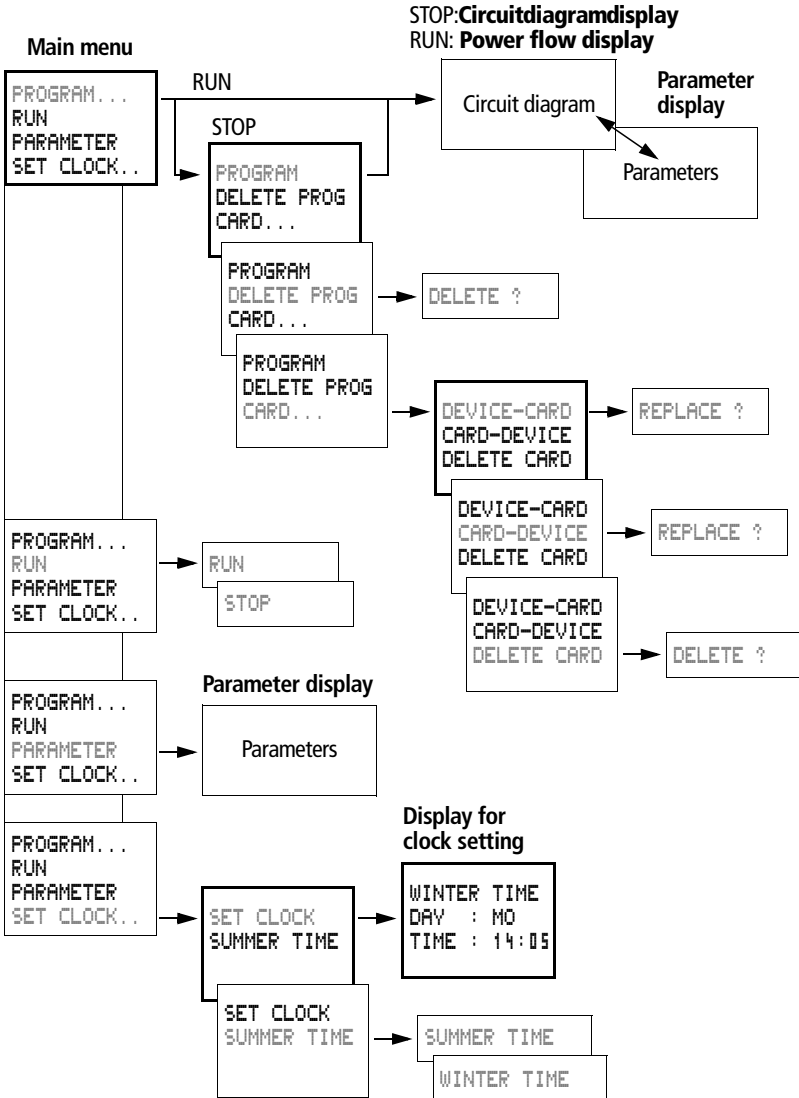 STOP:Circuitdiagramdisplay
RUN: Power flow display
Main menu
PROGRAM...
RUN
PARAMETER
SET CLOCK..
RUN
STOP
Circuit diagram
Parameter
display
Parameters
PROGRAM
DELETE PROG
CARD...
PROGRAM
DELETE PROG
CARD...
DELETE ?
PROGRAM
DELETE PROG
CARD...
DEVICE-CARD
CARD-DEVICE
DELETE CARD
REPLACE ?
DEVICE-CARD
CARD-DEVICE
DELETE CARD
REPLACE ?
DEVICE-CARD
CARD-DEVICE
DELETE CARD
DELETE ?
PROGRAM...
RUN
PARAMETER
SET CLOCK..
RUN
STOP
PROGRAM...
RUN
PARAMETER
SET CLOCK..
Parameter display
Parameters
PROGRAM...
RUN
PARAMETER
SET CLOCK..
SET CLOCK
SUMMER TIME
Display for
clock setting
WINTER TIME
DAY : MO
TIME : 14:05
SET CLOCK
SUMMER TIME
SUMMER TIME
WINTER TIME